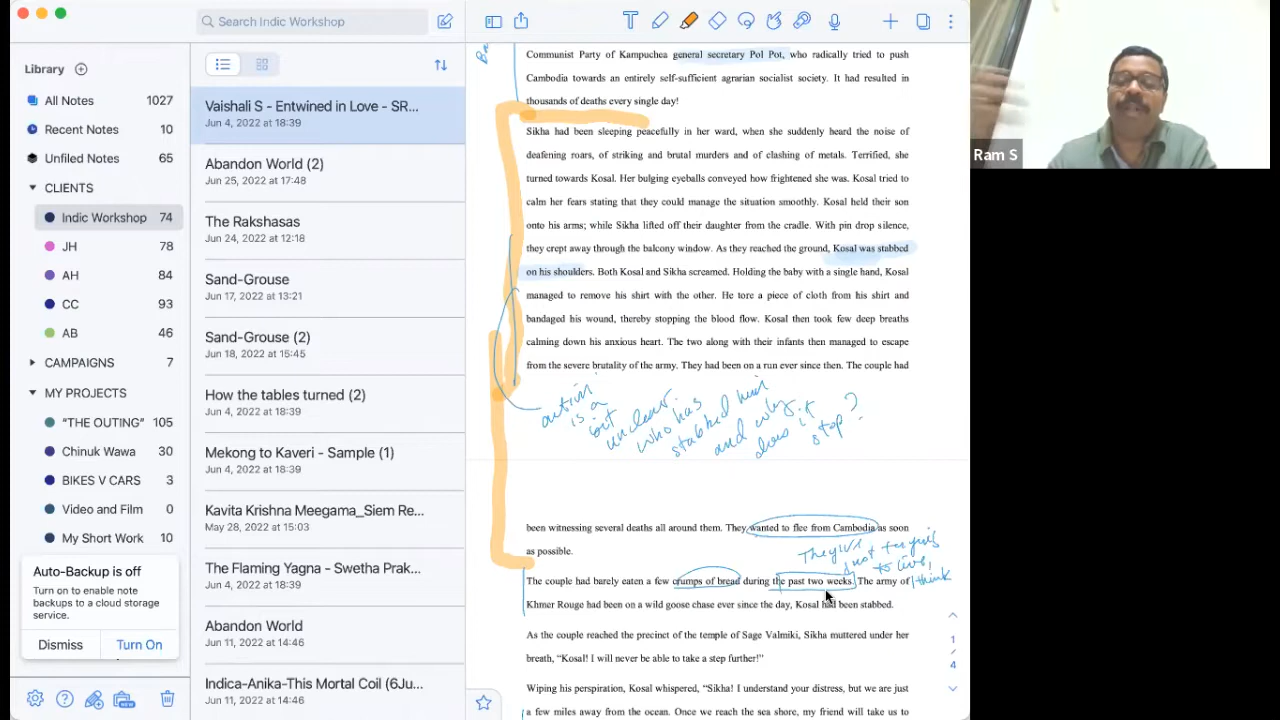 Search Indic Workshop
Library
All Notes 1027
Recent Notes 10
Unfiled Notes 65
CLIENTS
Indic Workshop 74
JH 78
AH 84
CC 93
AB 46
CAMPAIGNS 7
MY PROJECTS
"THE OUTING" 105
Chinuk Wawa 30
BIKES V CARS 3
Video and Film 0
My Short Work 10
Auto-Backup is off
Turn on to enable note
backups to a cloud storage
service.
Dismiss Turn On
Vaishali S - Entwined in Love - SR...
Jun 4, 2022 at 18:39
Abandon World (2)
Jun 25, 2022 at 17:48
The Rakshasas
Jun 24, 2022 at 12:18
Sand-Grouse
Jun 17, 2022 at 13:21
Sand-Grouse (2)
Jun 18, 2022 at 15:45
How the tables turned (2)
Jun 4, 2022 at 18:39
Mekong to Kaveri - Sample (1)
Jun 4, 2022 at 18:39
Kavita Krishna Meegama_Siem Re...
May 28, 2022 at 15:03
The Flaming Yagna - Swetha Prak...
Jun 4, 2022 at 18:39
Abandon World
Jun 11, 2022 at 14:46
Indica-Anika-This Mortal Coil (6Ju...
Jun 11, 2022 at 14:46
Communist Party of Kampuchea general secretary Pol Pot, who radically tried to push
Cambodia towards an entirely self-sufficient agrarian socialist society. It had resulted in
thousands of deaths every single day!
Sikha had been sleeping peacefully in her ward, when she suddenly heard the noise of
deafening roars, of striking and brutal murders and of clashing of metals. Terrified, she
turned towards Kosal. Her bulging eyeballs conveyed how frightened she was. Kosal tried to
calm her fears stating that they could manage the situation smoothly. Kosal held their son
onto his arms; while Sikha lifted off their daughter from the cradle. With pin drop silence,
they crept away through the balcony window. As they reached the ground, Kosal was stabbed
on his shoulders. Both Kosal and Sikha screamed. Holding the baby with a single hand, Kosal
managed to remove his shirt with the other. He tore a piece of cloth from his shirt and
bandaged his wound, thereby stopping the blood flow. Kosal then took few deep breaths
calming down his anxious heart. The two along with their infants then managed to escape
from the severe brutality of the army. They had been on a run ever since then. The couple had
action is a bit unclear. who has stabbed him and why does it stop?
been witnessing several deaths all around them. They wanted to flee from Cambodia as soon
as possible.
They're just trying to live, I think
The couple had barely eaten a few crumps of bread during the past two weeks. The army of
Khmer Rouge had been on a wild goose chase ever since the day, Kosal had been stabbed.
As the couple reached the precinct of the temple of Sage Valmiki, Sikha muttered under her
breath, "Kosal! I will never be able to take a step further!"
Wiping his perspiration, Kosal whispered, "Sikha! I understand your distress, but we are just
a few miles away from the ocean. Once we reach the sea shore, my friend will take us to
1
/
4
Ram S